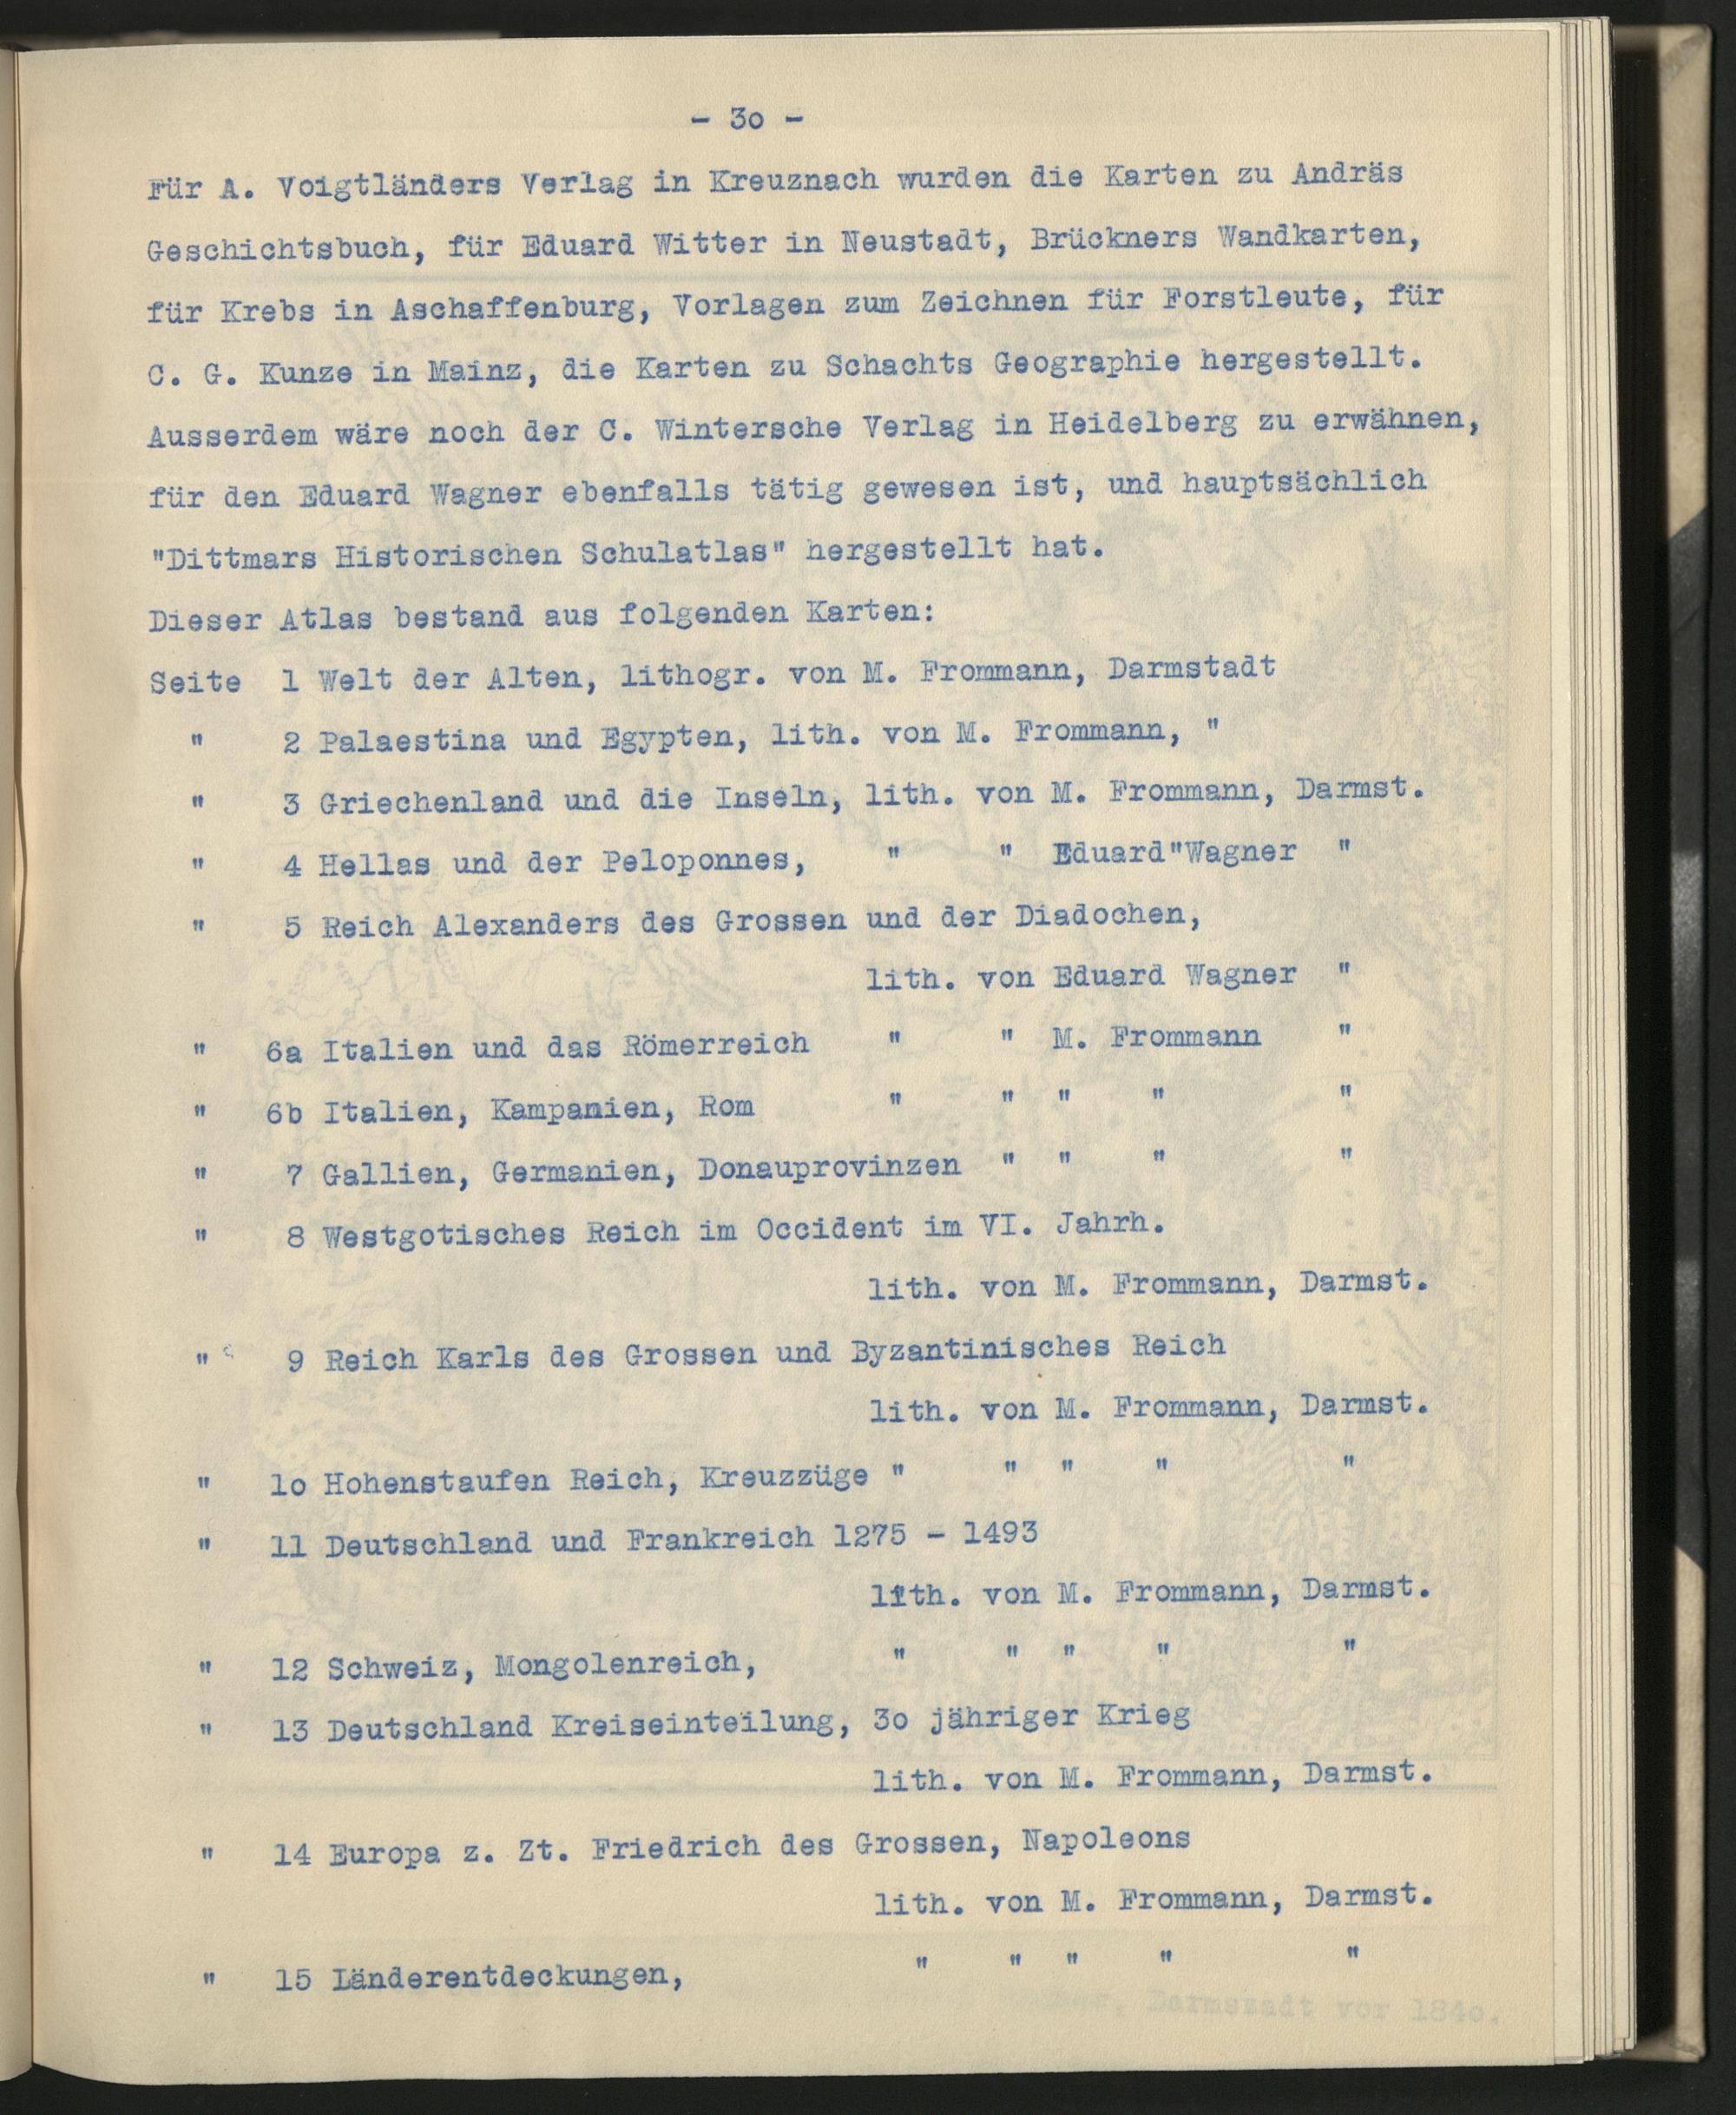 - 3o -
Für A. Voigtländers Verlag in Kreuznach wurden die Karten zu Andräs
Geschichtsbuch, für Eduard Witter in Neustadt, Brückners Wandkarten,
für Krebs in Aschaffenburg, Vorlagen zum Zeichnen für Forstleute, für
C. G. Kunze in Mainz, die Karten zu Schachts Geographie hergestellt.
Ausserdem wäre noch der C. Wintersche Verlag in Heidelberg zu erwähnen,
für den Eduard Wagner ebenfalls tätig gewesen ist, und hauptsächlich
"Dittmars Historischen Schulatlas" hergestellt hat.
Dieser Atlas bestand aus folgenden Karten:
Seite 1 Welt der Alten, lithogr. von M. Frommann, Darmstadt
" 2 Palaestina und Egypten, lith. von M. Frommann, "
" 3 Griechenland und die Inseln, lith. von M. Frommann, Darmst.
" 4 Hellas und der Peloponnes, " " Eduard"Wagner "
" 5 Reich Alexanders des Grossen und der Diadochen,
lith. von Eduard Wagner "
" 6a Italien und das Römerreich " " M. Frommann "
" 6b Italien, Kampanien, Rom " " " " "
" 7 Gallien, Germanien, Donauprovinzen " " " "
" 8 Westgotisches Reich im Occident im VI. Jahrh.
lith. von M. Frommann, Darmst.
" 9 Reich Karls des Grossen und Byzantinisches Reich
lith. von M. Frommann, Darmst.
" 1o Hohenstaufen Reich, Kreuzzüge " " " " "
" 11 Deutschland und Frankreich 1275 - 1493
lith. von M. Frommann, Darmst.
" 12 Schweiz, Mongolenreich, " " " " "
" 13 Deutschland Kreiseinteilung, 3o jähriger Krieg
lith. von M. Frommann, Darmst.
" 14 Europa z. Zt. Friedrich des Grossen, Napoleons
lith. von M. Frommann, Darmst.
" 15 Länderentdeckungen, " " " " "
Darmstadt vor 184o.